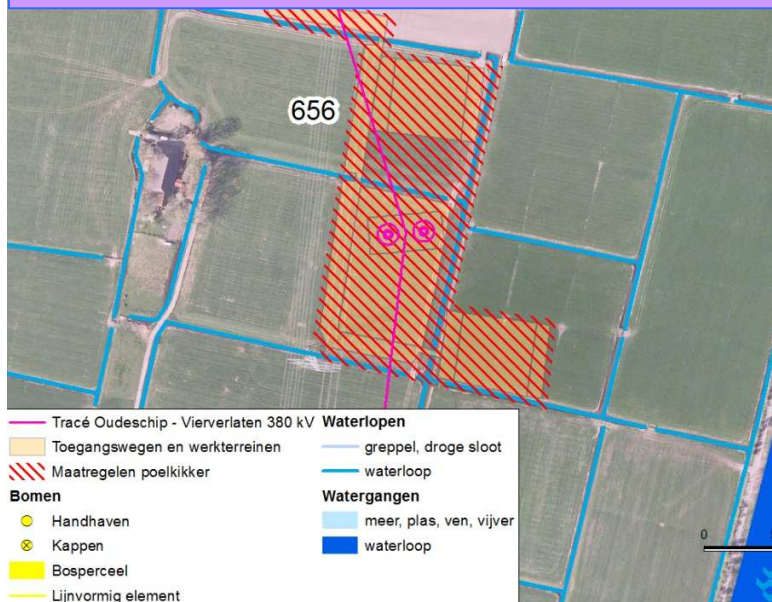 656
Tracé Oudeschip - Vierverlaten 380 kV
Toegangswegen en werkterreinen
Maatregelen poelkikker
Bomen
Handhaven
Kappen
Bosperceel
Lijnvormig element
Waterlopen
greppel, droge sloot
waterloop
Watergangen
meer, plas, ven, vijver
waterloop
0